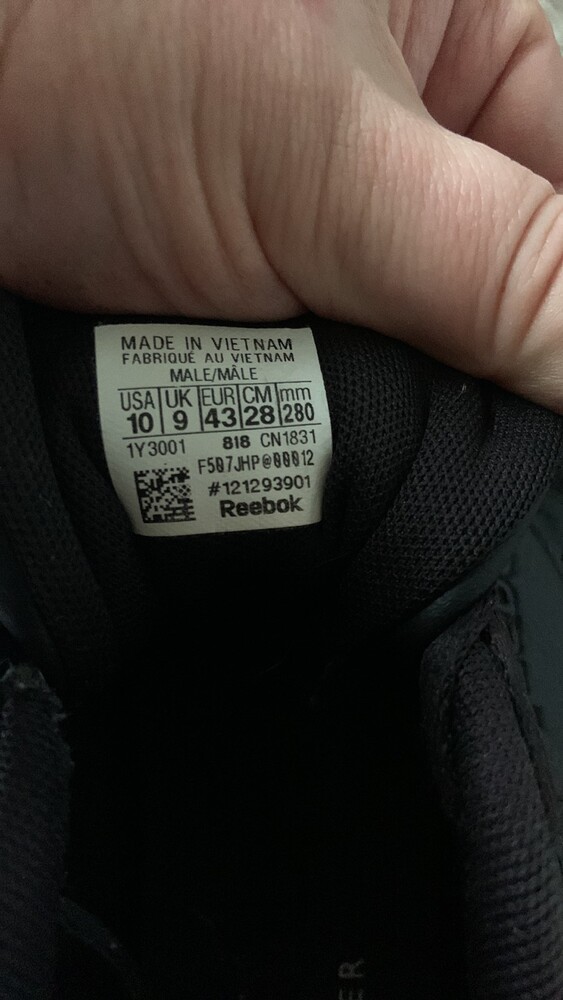 MADE IN VIETNAM
FABRIQUÉ AU VIETNAM
MALE/MÂLE
USA UK EUR CM mm
10 9 43 28 280
1Y3001 818 CN1831
F507JHP@00012
#121293901
Reebok
ER